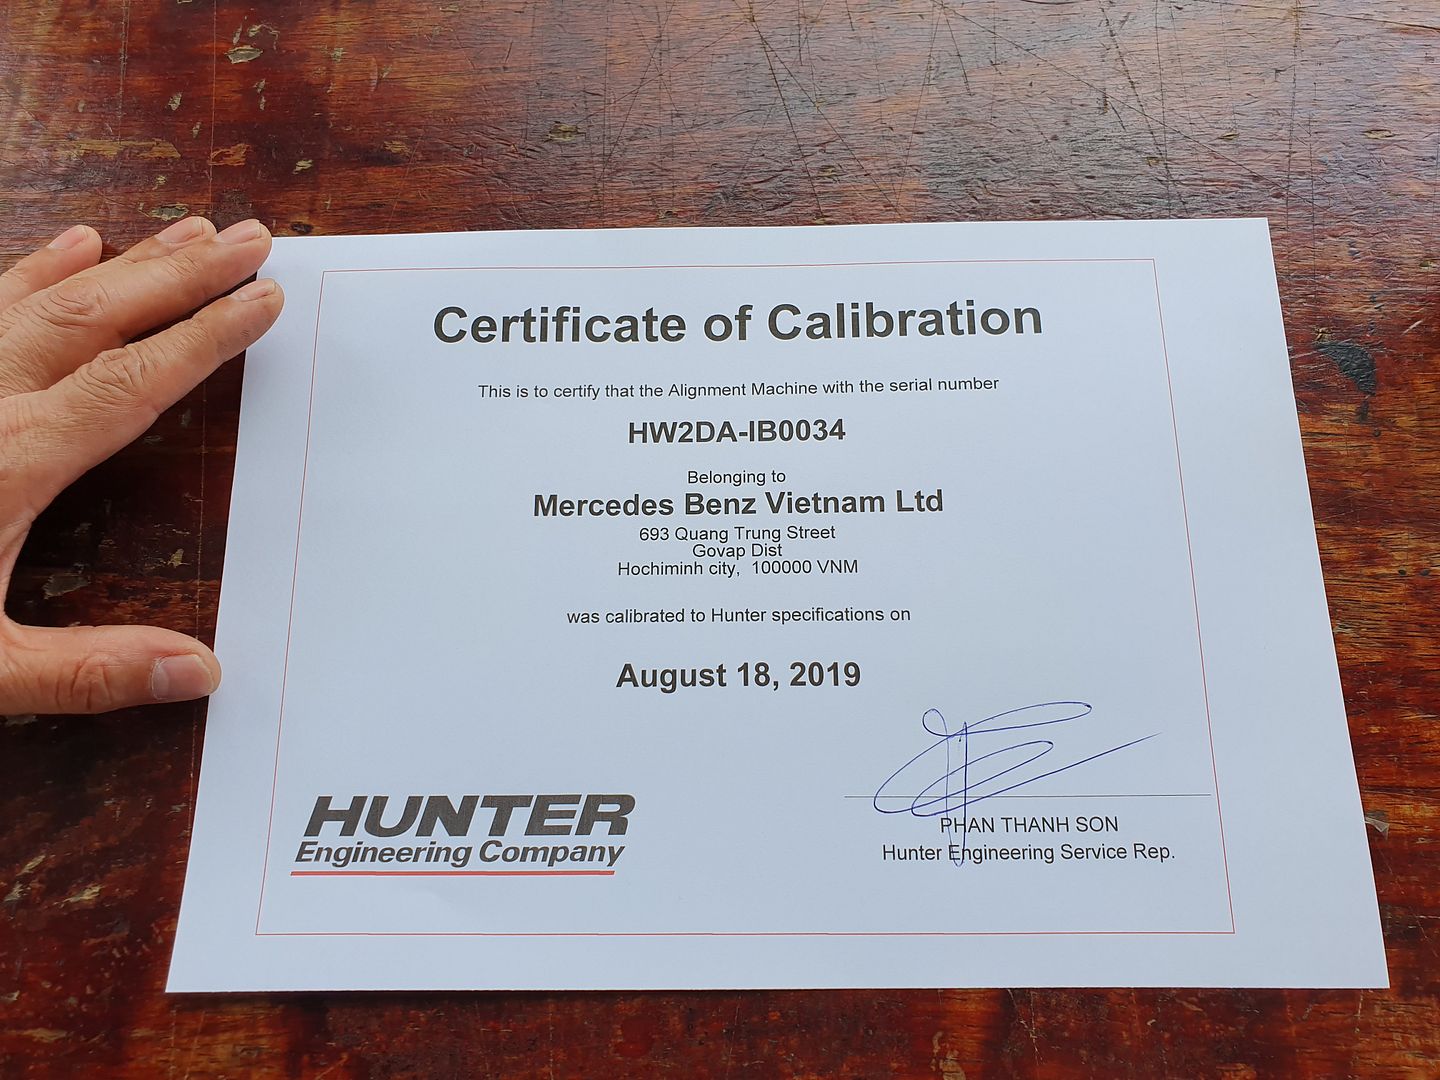 Certificate of Calibration
This is to certify that the Alignment Machine with the serial number
HW2DA-IB0034
Belonging to
Mercedes Benz Vietnam Ltd
693 Quang Trung Street
Govap Dist
Hochiminh city, 100000 VNM
was calibrated to Hunter specifications on
August 18, 2019
HUNTER
Engineering Company
PHAN THANH SON
Hunter Engineering Service Rep.